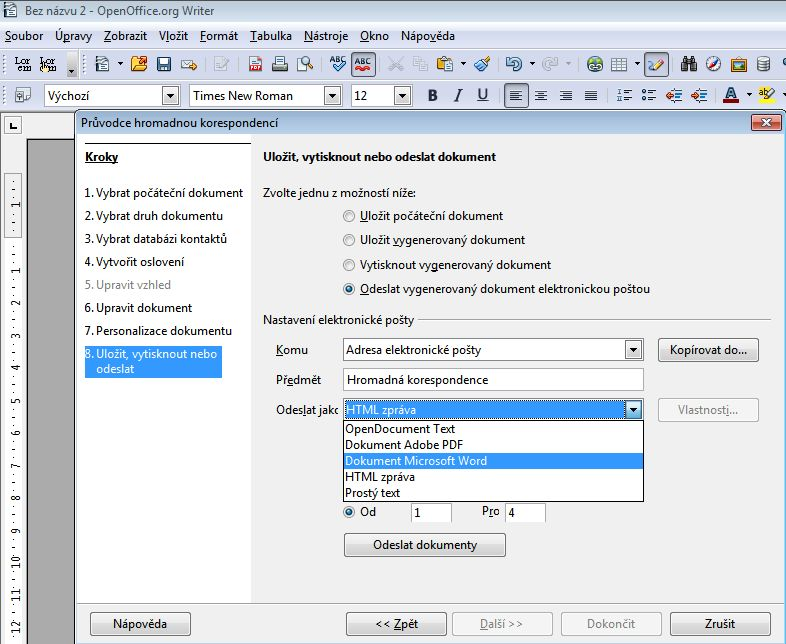 Bez názvu 2 - OpenOffice.org Writer
Soubor Úpravy Zobrazit Vložit Formát Tabulka Nástroje Okno Nápověda
Výchozí Times New Roman 12 B I U
Průvodce hromadnou korespondencí
Kroky
1. Vybrat počáteční dokument
2. Vybrat druh dokumentu
3. Vybrat databázi kontaktů
4. Vytvořit oslovení
5. Upravit vzhled
6. Upravit dokument
7. Personalizace dokumentu
8. Uložit, vytisknout nebo
odeslat
Uložit, vytisknout nebo odeslat dokument
Zvolte jednu z možností níže:
Uložit počáteční dokument
Uložit vygenerovaný dokument
Vytisknout vygenerovaný dokument
Odeslat vygenerovaný dokument elektronickou poštou
Nastavení elektronické pošty
Komu Adresa elektronické pošty Kopírovat do...
Předmět Hromadná korespondence
Odeslat jako HTML zpráva Vlastnosti...
OpenDocument Text
Dokument Adobe PDF
Dokument Microsoft Word
HTML zpráva
Prostý text
Od 1 Pro 4
Odeslat dokumenty
Nápověda << Zpět Další >> Dokončit Zrušit